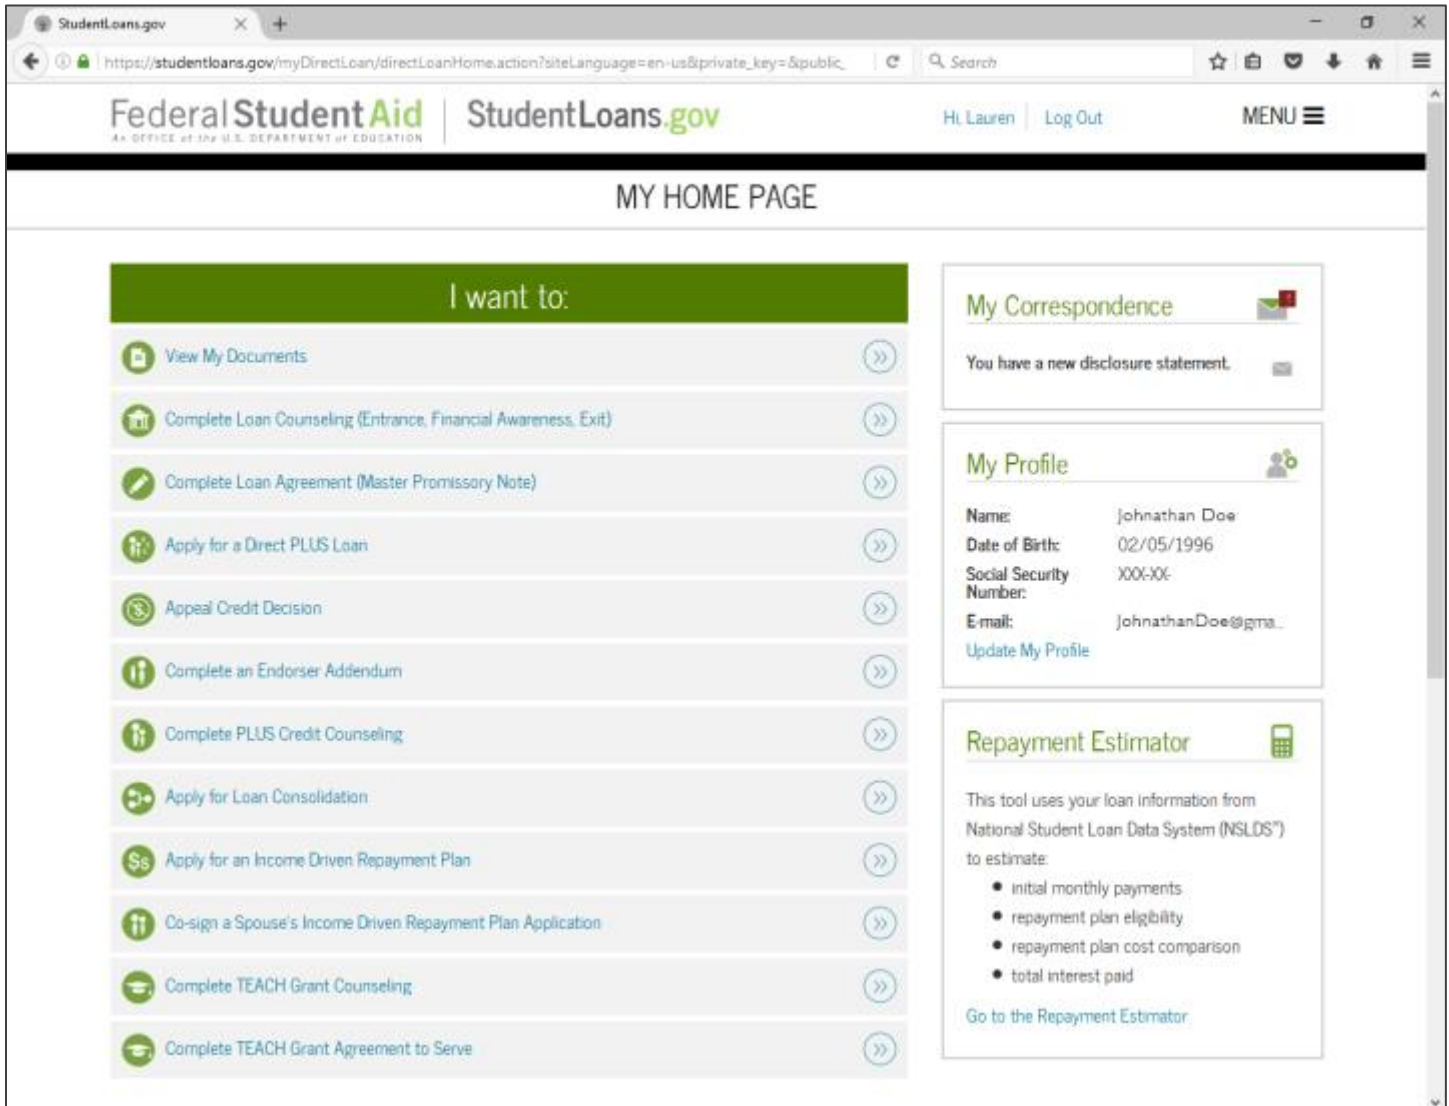 StudentLoans.gov
https://studentloans.gov/myDirectLoan/directLoanHome.action?siteLanguage=en-us&private_key=&public_
Search
Federal Student Aid
An OFFICE of the U.S. DEPARTMENT of EDUCATION
StudentLoans.gov
Hi, Lauren
Log Out
MENU
MY HOME PAGE
I want to:
View My Documents
Complete Loan Counseling (Entrance, Financial Awareness, Exit)
Complete Loan Agreement (Master Promissory Note)
Apply for a Direct PLUS Loan
Appeal Credit Decision
Complete an Endorser Addendum
Complete PLUS Credit Counseling
Apply for Loan Consolidation
Apply for an Income Driven Repayment Plan
Co-sign a Spouse's Income Driven Repayment Plan Application
Complete TEACH Grant Counseling
Complete TEACH Grant Agreement to Serve
My Correspondence
You have a new disclosure statement.
My Profile
Name: Johnathan Doe
Date of Birth: 02/05/1996
Social Security XXX-XX-
Number:
E-mail: JohnathanDoe@gma...
Update My Profile
Repayment Estimator
This tool uses your loan information from
National Student Loan Data System (NSLDS®)
to estimate:
• initial monthly payments
• repayment plan eligibility
• repayment plan cost comparison
• total interest paid
Go to the Repayment Estimator